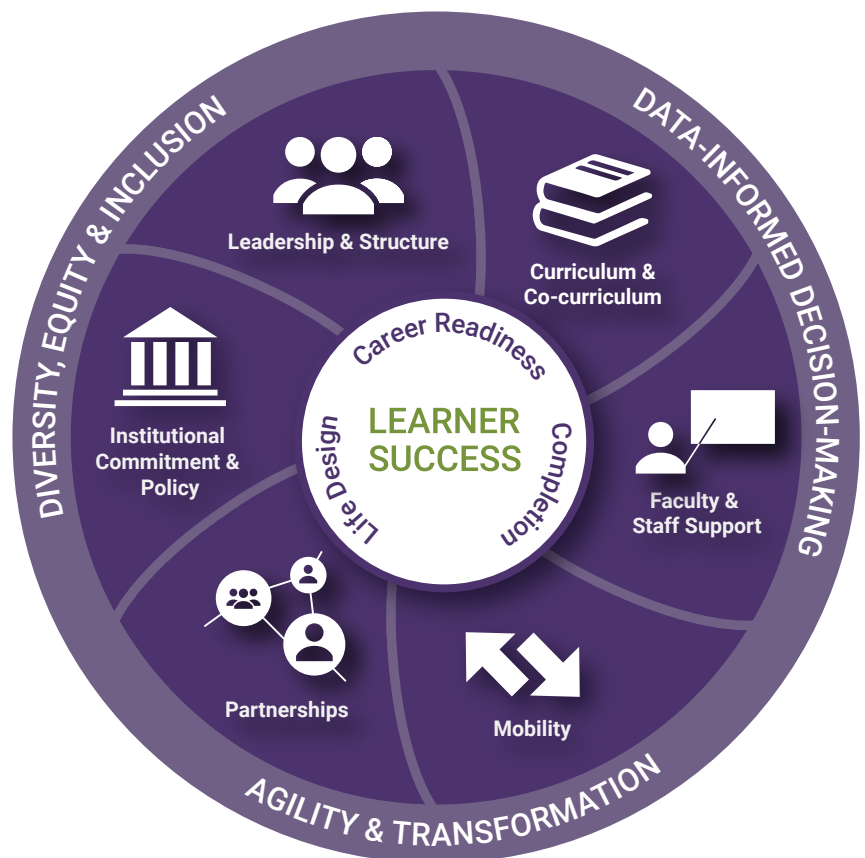 DIVERSITY, EQUITY & INCLUSION
DATA-INFORMED DECISION-MAKING
AGILITY & TRANSFORMATION
Leadership & Structure
Curriculum &
Co-curriculum
Faculty &
Staff Support
Mobility
Partnerships
Institutional
Commitment &
Policy
Career Readiness
Completion
Life Design
LEARNER
SUCCESS